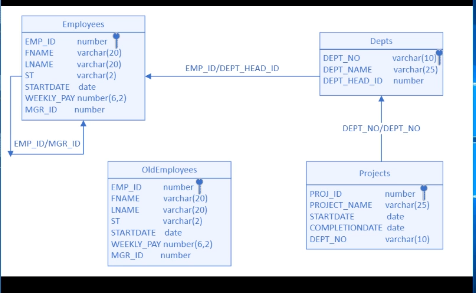 Employees
EMP_ID number
FNAME varchar(20)
LNAME varchar(20)
ST varchar(2)
STARTDATE date
WEEKLY_PAY number(6,2)
MGR_ID number
EMP_ID/MGR_ID
EMP_ID/DEPT_HEAD_ID
Depts
DEPT_NO varchar(10)
DEPT_NAME varchar(25)
DEPT_HEAD_ID number
DEPT_NO/DEPT_NO
OldEmployees
EMP_ID number
FNAME varchar(20)
LNAME varchar(20)
ST varchar(2)
STARTDATE date
WEEKLY_PAY number(6,2)
MGR_ID number
Projects
PROJ_ID number
PROJECT_NAME varchar(25)
STARTDATE date
COMPLETIONDATE date
DEPT_NO varchar(10)